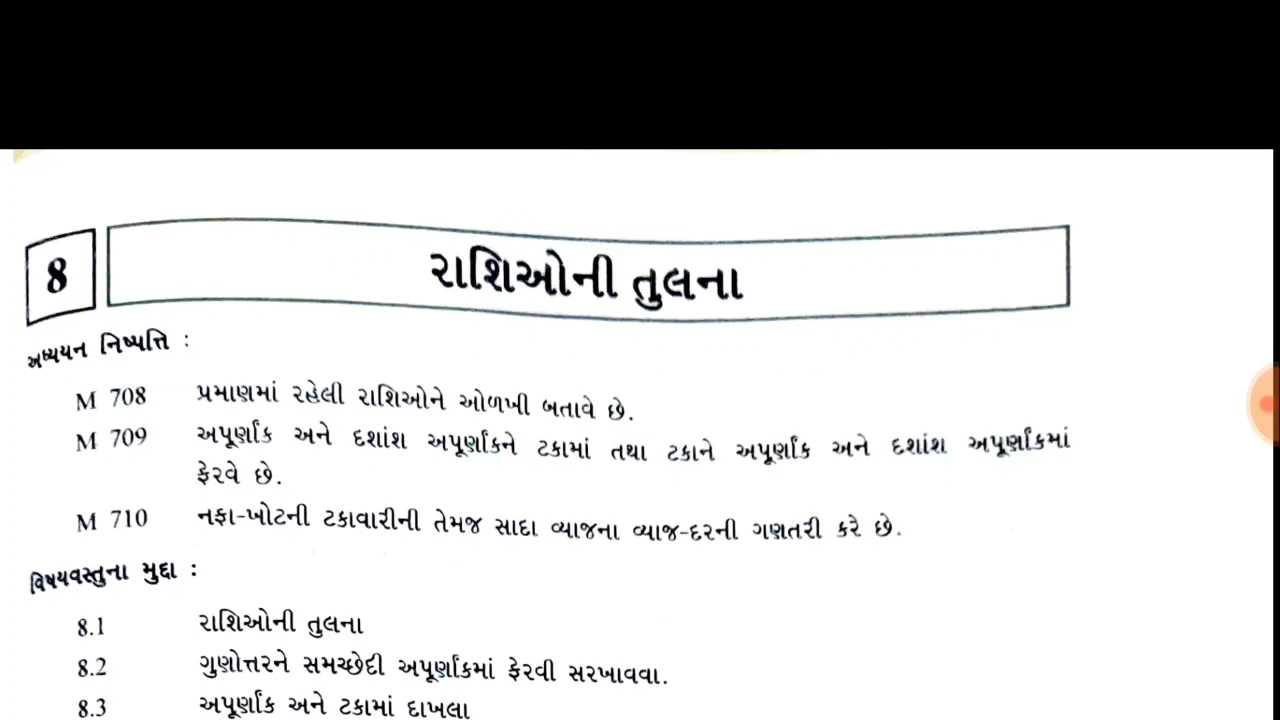 8
રાશિઓની તુલના
અધ્યયન નિષ્પત્તિ :
M 708 પ્રમાણમાં રહેલી રાશિઓને ઓળખી બતાવે છે.
M 709 અપૂર્ણાંક અને દશાંશ અપૂર્ણાંકને ટકામાં તથા ટકાને અપૂર્ણાંક અને દશાંશ અપૂર્ણાંકમાં
ફેરવે છે.
M 710 નફા-ખોટની ટકાવારીની તેમજ સાદા વ્યાજના વ્યાજ-દરની ગણતરી કરે છે.
વિષયવસ્તુના મુદ્દા :
8.1 રાશિઓની તુલના
8.2 ગુણોત્તરને સમચ્છેદી અપૂર્ણાંકમાં ફેરવી સરખાવવા.
8.3 અપૂર્ણાંક અને ટકામાં દાખલા